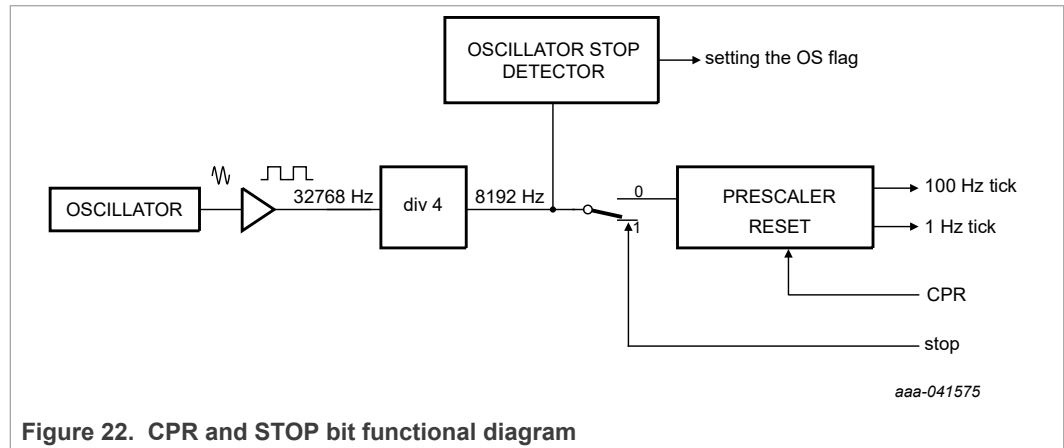 OSCILLATOR STOP
DETECTOR
setting the OS flag
OSCILLATOR
32768 Hz
div 4
8192 Hz
0
1
PRESCALER
RESET
100 Hz tick
1 Hz tick
CPR
stop
aaa-041575
Figure 22. CPR and STOP bit functional diagram